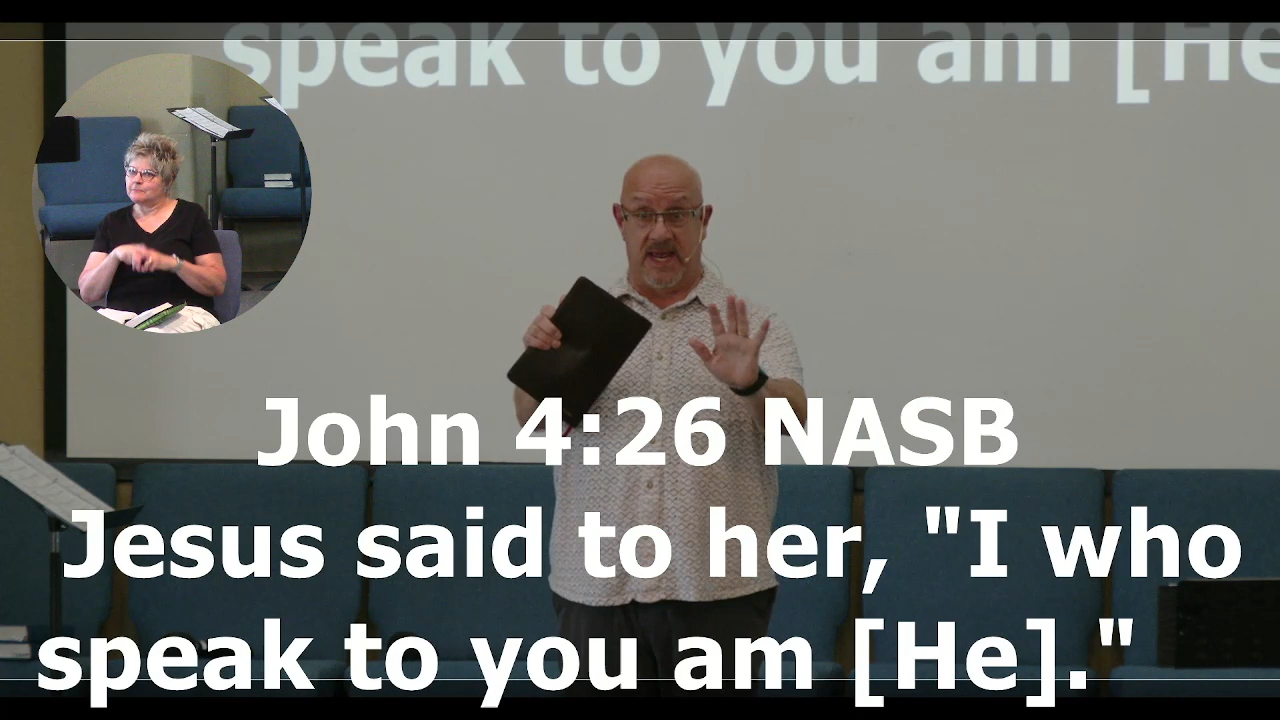 speak to you am [He
John 4:26 NASB
Jesus said to her, "I who
speak to you am [He]."